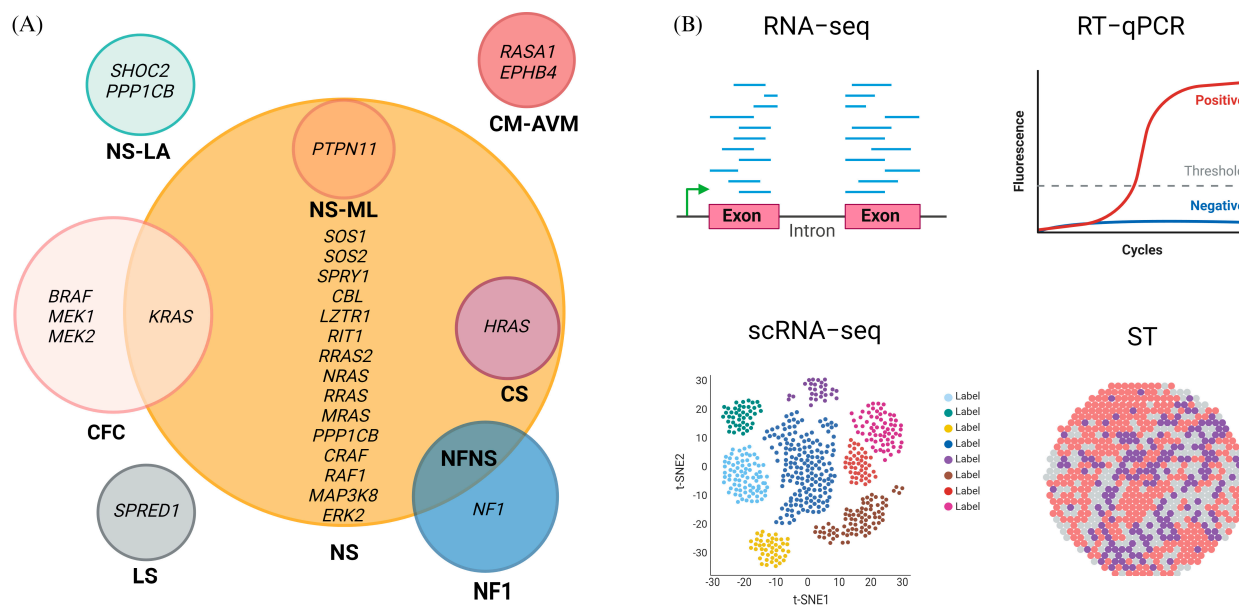 (A)
SHOC2
PPP1CB
NS-LA
RASA1
EPHB4
CM-AVM
PTPN11
NS-ML
SOS1
SOS2
SPRY1
CBL
LZTR1
RIT1
RRAS2
NRAS
RRAS
MRAS
PPP1CB
CRAF
RAF1
MAP3K8
ERK2
NS
BRAF
MEK1
MEK2
KRAS
CFC
HRAS
CS
NFNS
NF1
NF1
SPRED1
LS
(B)
RNA-seq
Exon
Exon
Intron
RT-qPCR
Fluorescence
Positive
Threshold
Negative
Cycles
scRNA-seq
t-SNE2
30
20
10
0
-10
-20
-30
-30
-20
-10
0
10
20
30
t-SNE1
Label
Label
Label
Label
Label
Label
Label
Label
ST